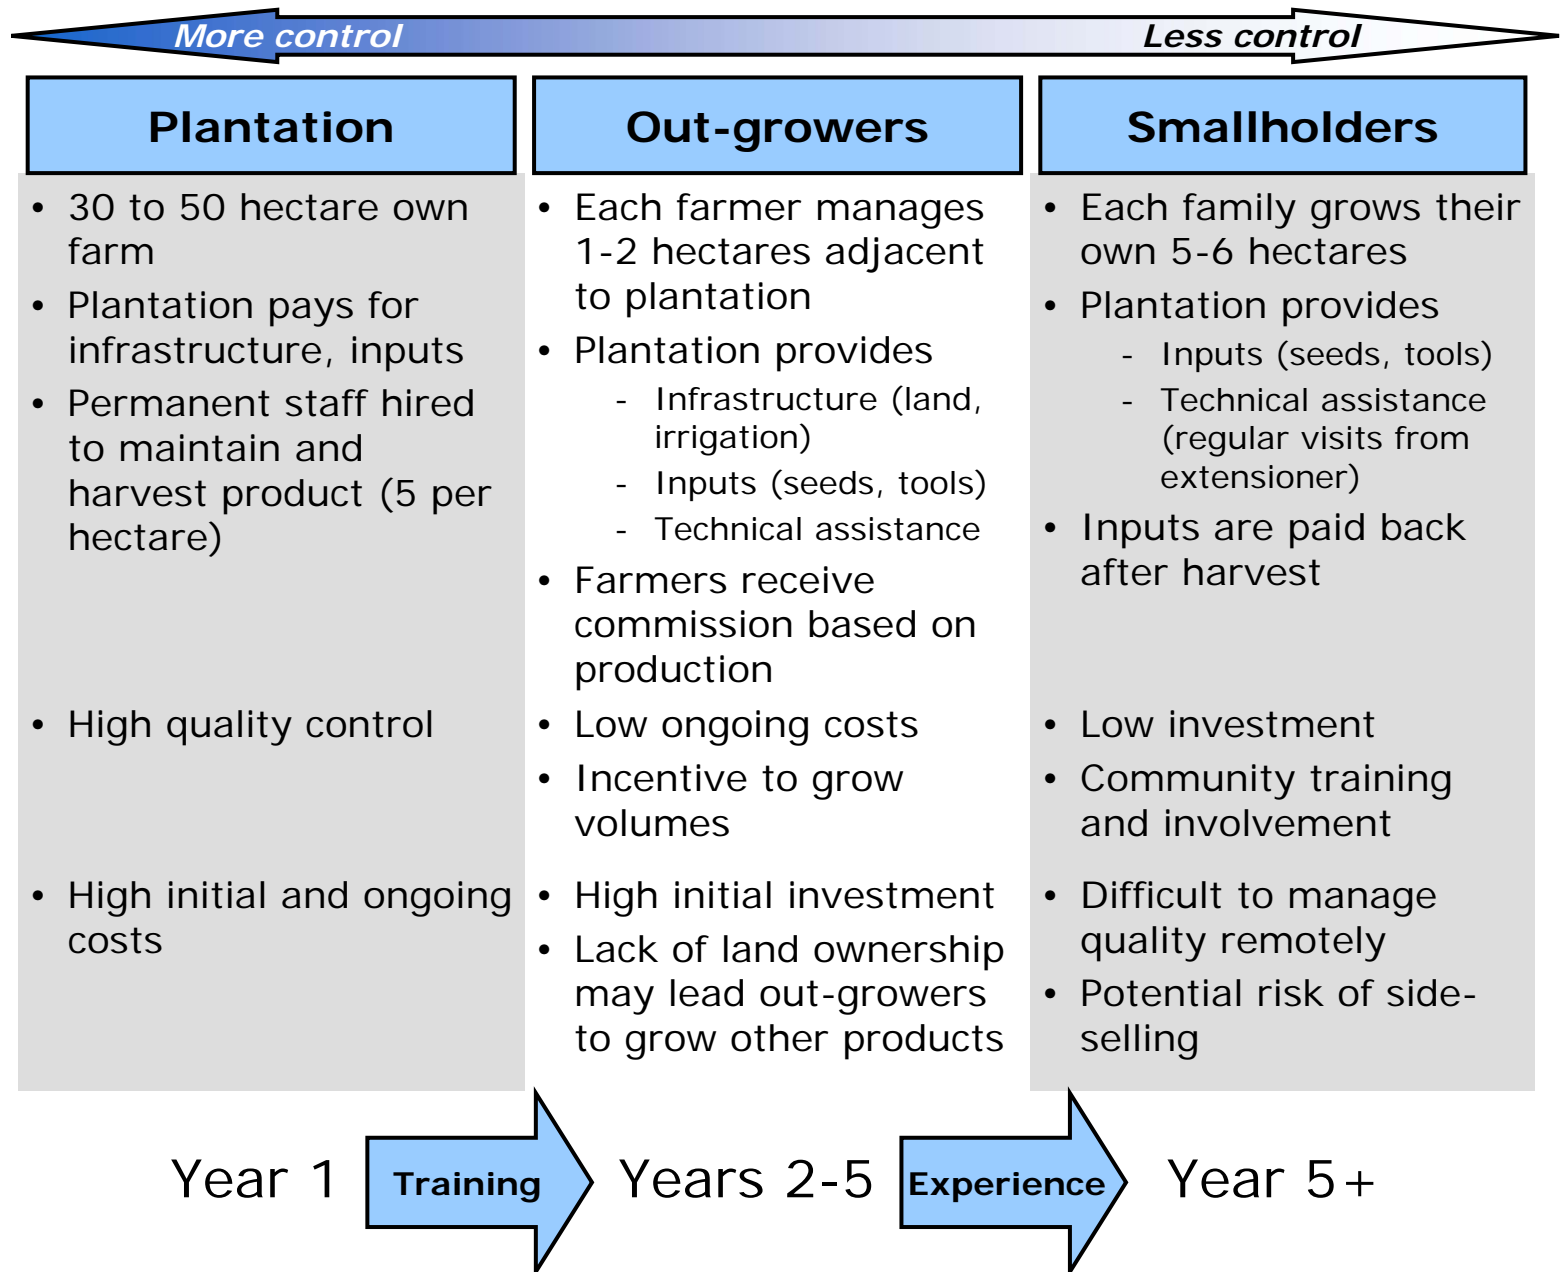 More control
Less control
Plantation
Out-growers
Smallholders
• 30 to 50 hectare own
farm
• Plantation pays for
infrastructure, inputs
• Permanent staff hired
to maintain and
harvest product (5 per
hectare)
• High quality control
• High initial and ongoing
costs
• Each farmer manages
1-2 hectares adjacent
to plantation
• Plantation provides
- Infrastructure (land,
irrigation)
- Inputs (seeds, tools)
- Technical assistance
• Farmers receive
commission based on
production
• Low ongoing costs
• Incentive to grow
volumes
• High initial investment
• Lack of land ownership
may lead out-growers
to grow other products
• Each family grows their
own 5-6 hectares
• Plantation provides
- Inputs (seeds, tools)
- Technical assistance
(regular visits from
extensioner)
• Inputs are paid back
after harvest
• Low investment
• Community training
and involvement
• Difficult to manage
quality remotely
• Potential risk of side-
selling
Year 1
Training
Years 2-5
Experience
Year 5+